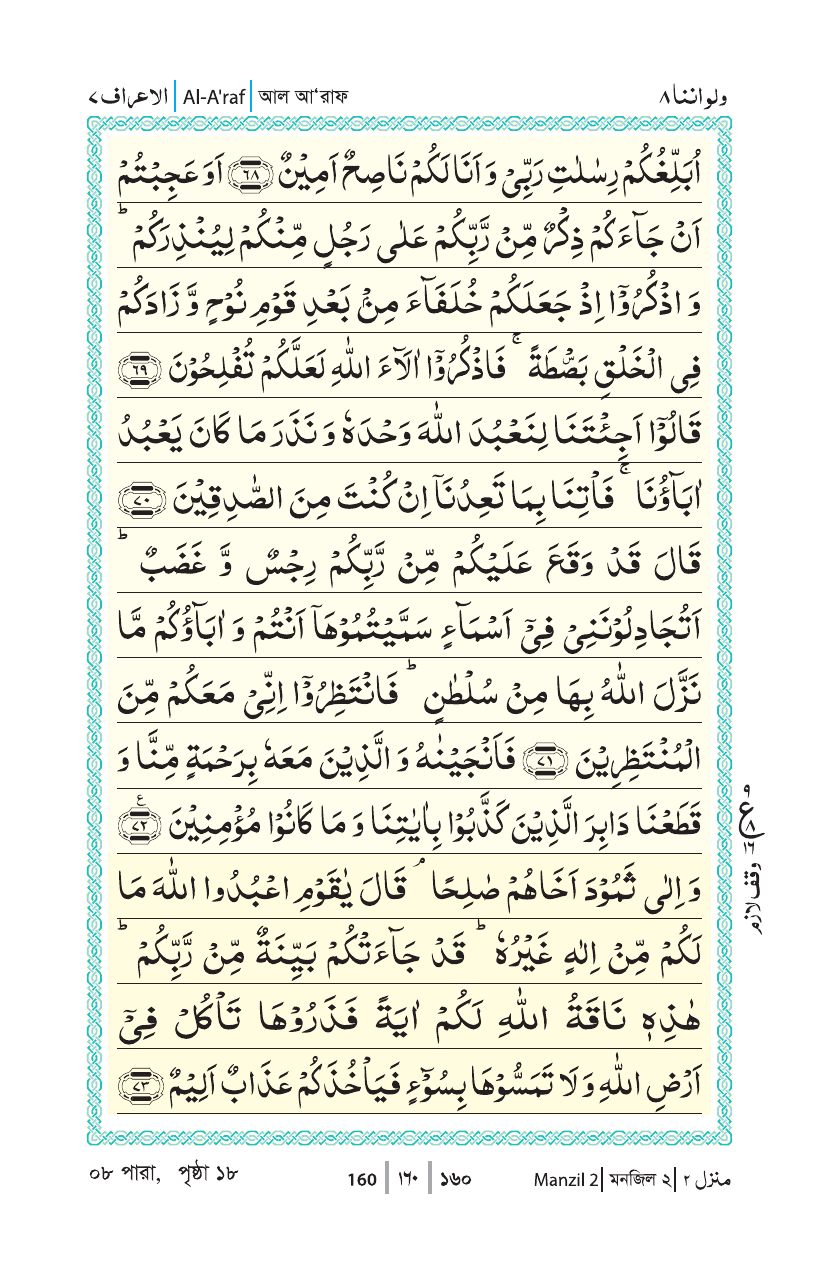 الاعراف ٧ | Al-A'raf | আল আ‘রাফ
ولو اننا ٨
اُبَلِّغُكُمْ رِسٰلٰتِ رَبِّیْ وَ اَنَا لَكُمْ نَاصِحٌ اَمِیْنٌ ﴿٦٨﴾ اَوَ عَجِبْتُمْ
اَنْ جَآءَكُمْ ذِكْرٌ مِّنْ رَّبِّكُمْ عَلٰی رَجُلٍ مِّنْكُمْ لِیُنْذِرَكُمْ ؕ
وَ اذْكُرُوْۤا اِذْ جَعَلَكُمْ خُلَفَآءَ مِنْۢ بَعْدِ قَوْمِ نُوْحٍ وَّ زَادَكُمْ
فِی الْخَلْقِ بَصْۜطَةً ۚ فَاذْكُرُوْۤا اٰلَآءَ اللّٰهِ لَعَلَّكُمْ تُفْلِحُوْنَ ﴿٦٩﴾
قَالُوْۤا اَجِئْتَنَا لِنَعْبُدَ اللّٰهَ وَحْدَهٗ وَ نَذَرَ مَا كَانَ یَعْبُدُ
اٰبَآؤُنَا ۚ فَاْتِنَا بِمَا تَعِدُنَاۤ اِنْ كُنْتَ مِنَ الصّٰدِقِیْنَ ﴿٧٠﴾
قَالَ قَدْ وَقَعَ عَلَیْكُمْ مِّنْ رَّبِّكُمْ رِجْسٌ وَّ غَضَبٌ ؕ
اَتُجَادِلُوْنَنِیْ فِیْۤ اَسْمَآءٍ سَمَّیْتُمُوْهَاۤ اَنْتُمْ وَ اٰبَآؤُكُمْ مَّا
نَزَّلَ اللّٰهُ بِهَا مِنْ سُلْطٰنٍ ؕ فَانْتَظِرُوْۤا اِنِّیْ مَعَكُمْ مِّنَ
الْمُنْتَظِرِیْنَ ﴿٧١﴾ فَاَنْجَیْنٰهُ وَ الَّذِیْنَ مَعَهٗ بِرَحْمَةٍ مِّنَّا وَ
قَطَعْنَا دَابِرَ الَّذِیْنَ كَذَّبُوْا بِاٰیٰتِنَا وَ مَا كَانُوْا مُؤْمِنِیْنَ ﴿٧٢﴾ ع
٩ ع ٨ ١٦
وقف لازم
وَ اِلٰی ثَمُوْدَ اَخَاهُمْ صٰلِحًا ۘ قَالَ یٰقَوْمِ اعْبُدُوا اللّٰهَ مَا
لَكُمْ مِّنْ اِلٰهٍ غَیْرُهٗ ؕ قَدْ جَآءَتْكُمْ بَیِّنَةٌ مِّنْ رَّبِّكُمْ ؕ
هٰذِهٖ نَاقَةُ اللّٰهِ لَكُمْ اٰیَةً فَذَرُوْهَا تَاْكُلْ فِیْۤ
اَرْضِ اللّٰهِ وَ لَا تَمَسُّوْهَا بِسُوْٓءٍ فَیَاْخُذَكُمْ عَذَابٌ اَلِیْمٌ ﴿٧٣﴾
০৮ পারা, পৃষ্ঠা ১৮
160 | ١٦٠ | ১৬০
Manzil 2 | মনজিল ২ | منزل ٢